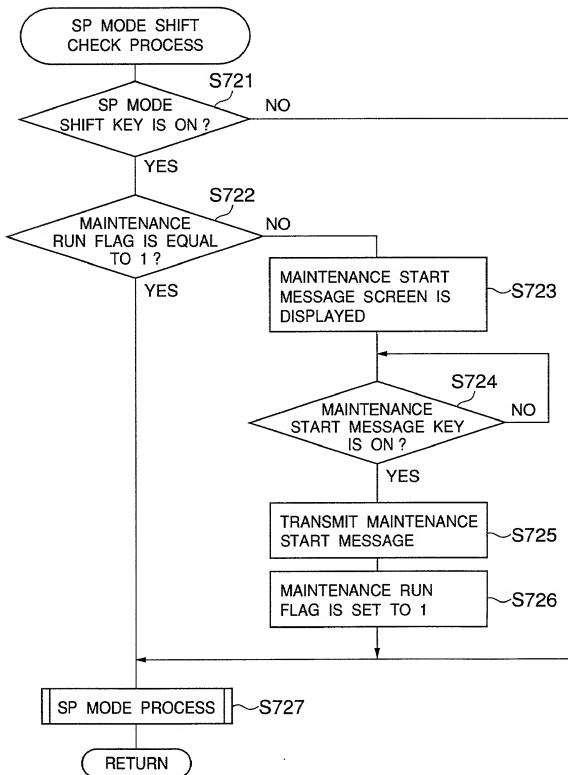 SP MODE SHIFT
CHECK PROCESS
S721
SP MODE
SHIFT KEY IS ON ?
NO
YES
S722
MAINTENANCE
RUN FLAG IS EQUAL
TO 1 ?
NO
YES
MAINTENANCE START
MESSAGE SCREEN IS
DISPLAYED
S723
S724
MAINTENANCE
START MESSAGE KEY
IS ON ?
NO
YES
TRANSMIT MAINTENANCE
START MESSAGE
S725
MAINTENANCE RUN
FLAG IS SET TO 1
S726
SP MODE PROCESS
S727
RETURN